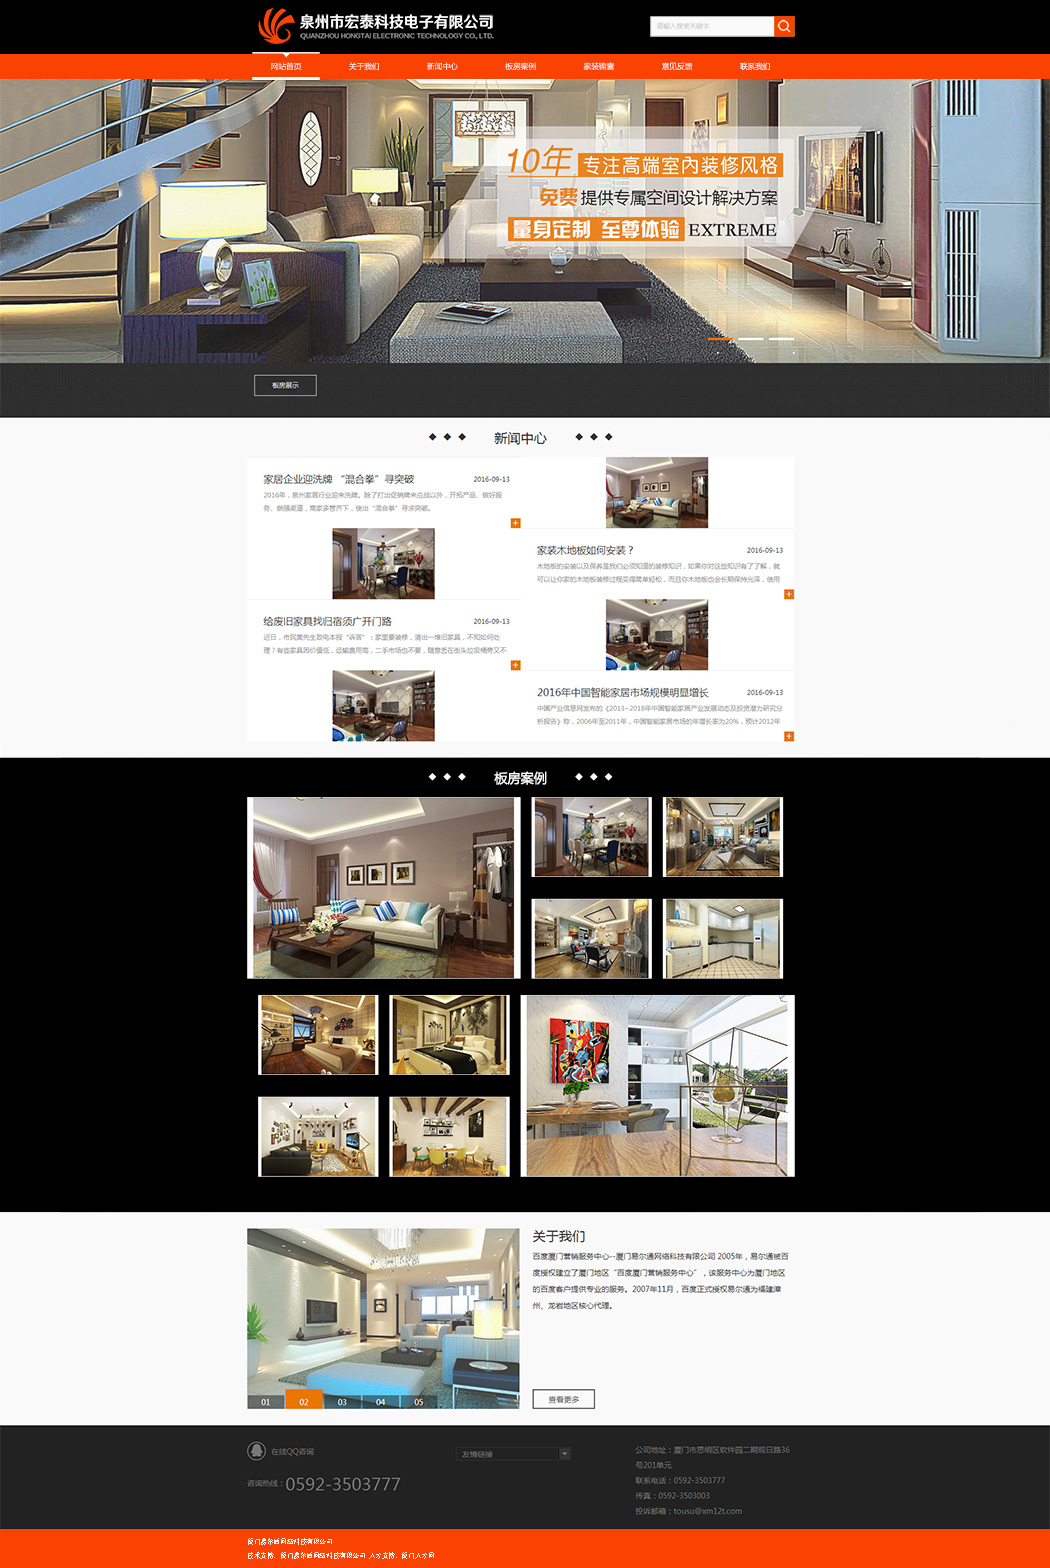 泉州市宏泰科技电子有限公司
QUANZHOU HONGTAI ELECTRONIC TECHNOLOGY CO., LTD.
请输入搜索关键字
网站首页 关于我们 新闻中心 板房案例 家装锦囊 意见反馈 联系我们
10年 专注高端室内装修风格
免费 提供专属空间设计解决方案
量身定制 至尊体验 EXTREME
板房展示
新闻中心
家居企业迎洗牌 “混合拳”寻突破 2016-09-13
2016年，泉州家居行业迎来洗牌。除了打出促销牌来应战以外，开拓产品、做好服
务、做强渠道，商家多管齐下，使出“混合拳”寻求突破。
家装木地板如何安装？ 2016-09-13
木地板的安装以及保养是我们必须知道的装修知识，如果你对这些知识有了了解，就
可以让你家的木地板装修过程变得简单轻松，而且你木地板也会长期保持光泽，使用
给废旧家具找归宿须广开门路 2016-09-13
近日，市民黄先生致电本报“诉苦”：家里要装修，清出一堆旧家具，不知如何处
理？有些家具因价值低，运输费用高，二手市场也不要，随意丢在街头垃圾桶旁又不
2016年中国智能家居市场规模明显增长 2016-09-13
中国产业信息网发布的《2013~2018年中国智能家居产业发展动态及投资潜力研究分
析报告》称，2006年至2011年，中国智能家居市场的年增长率为20%，预计2012年
板房案例
关于我们
百度厦门营销服务中心--厦门易尔通网络科技有限公司 2005年，易尔通被百
度授权建立了厦门地区“百度厦门营销服务中心”，该服务中心为厦门地区
的百度客户提供专业的服务。2007年11月，百度正式授权易尔通为福建漳
州、龙岩地区核心代理。
01 02 03 04 05
查看更多
在线QQ咨询
咨询热线：0592-3503777
友情链接
公司地址：厦门市思明区软件园二期观日路36
号201单元
联系电话：0592-3503777
传真：0592-3503003
投诉邮箱：tousu@xm12t.com
厦门易尔通网络科技有限公司
技术支持：厦门易尔通网络科技有限公司 人才支持：厦门人才网